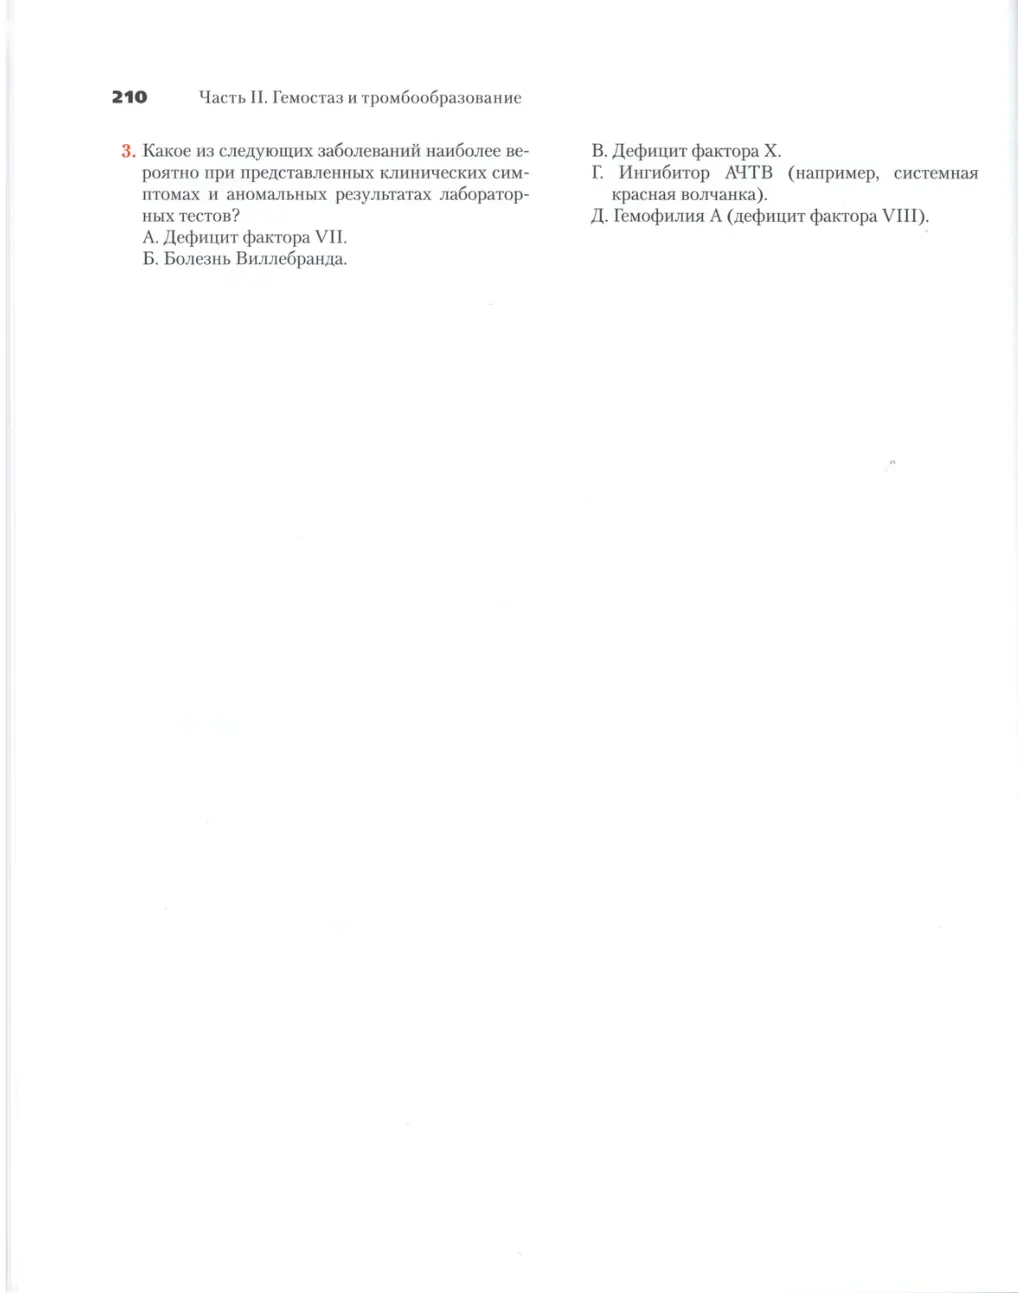 210 Часть II. Гемостаз и тромбообразование
3. Какое из следующих заболеваний наиболее ве-
роятно при представленных клинических сим-
птомах и аномальных результатах лаборатор-
ных тестов?
А. Дефицит фактора VII.
Б. Болезнь Виллебранда.
В. Дефицит фактора X.
Г. Ингибитор АЧТВ (например, системная
красная волчанка).
Д. Гемофилия А (дефицит фактора VIII).